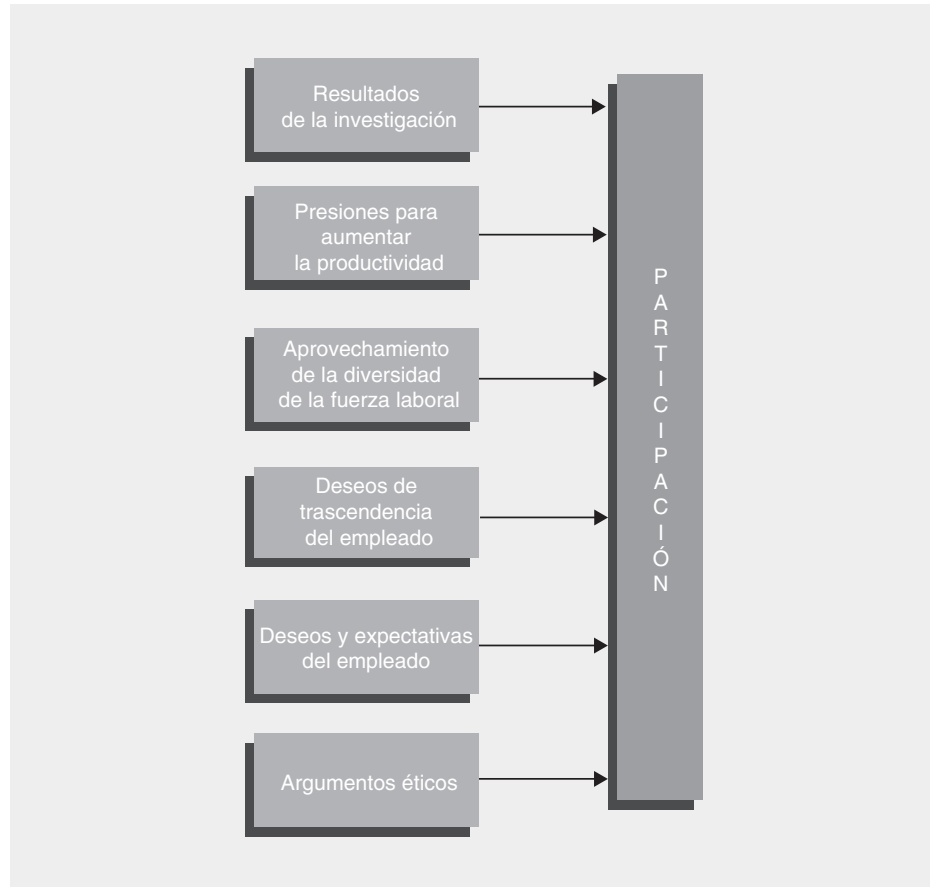 Resultados
de la investigación
Presiones para
aumentar
la productividad
Aprovechamiento
de la diversidad
de la fuerza laboral
Deseos de
trascendencia
del empleado
Deseos y expectativas
del empleado
Argumentos éticos
PARTICIPACIÓN